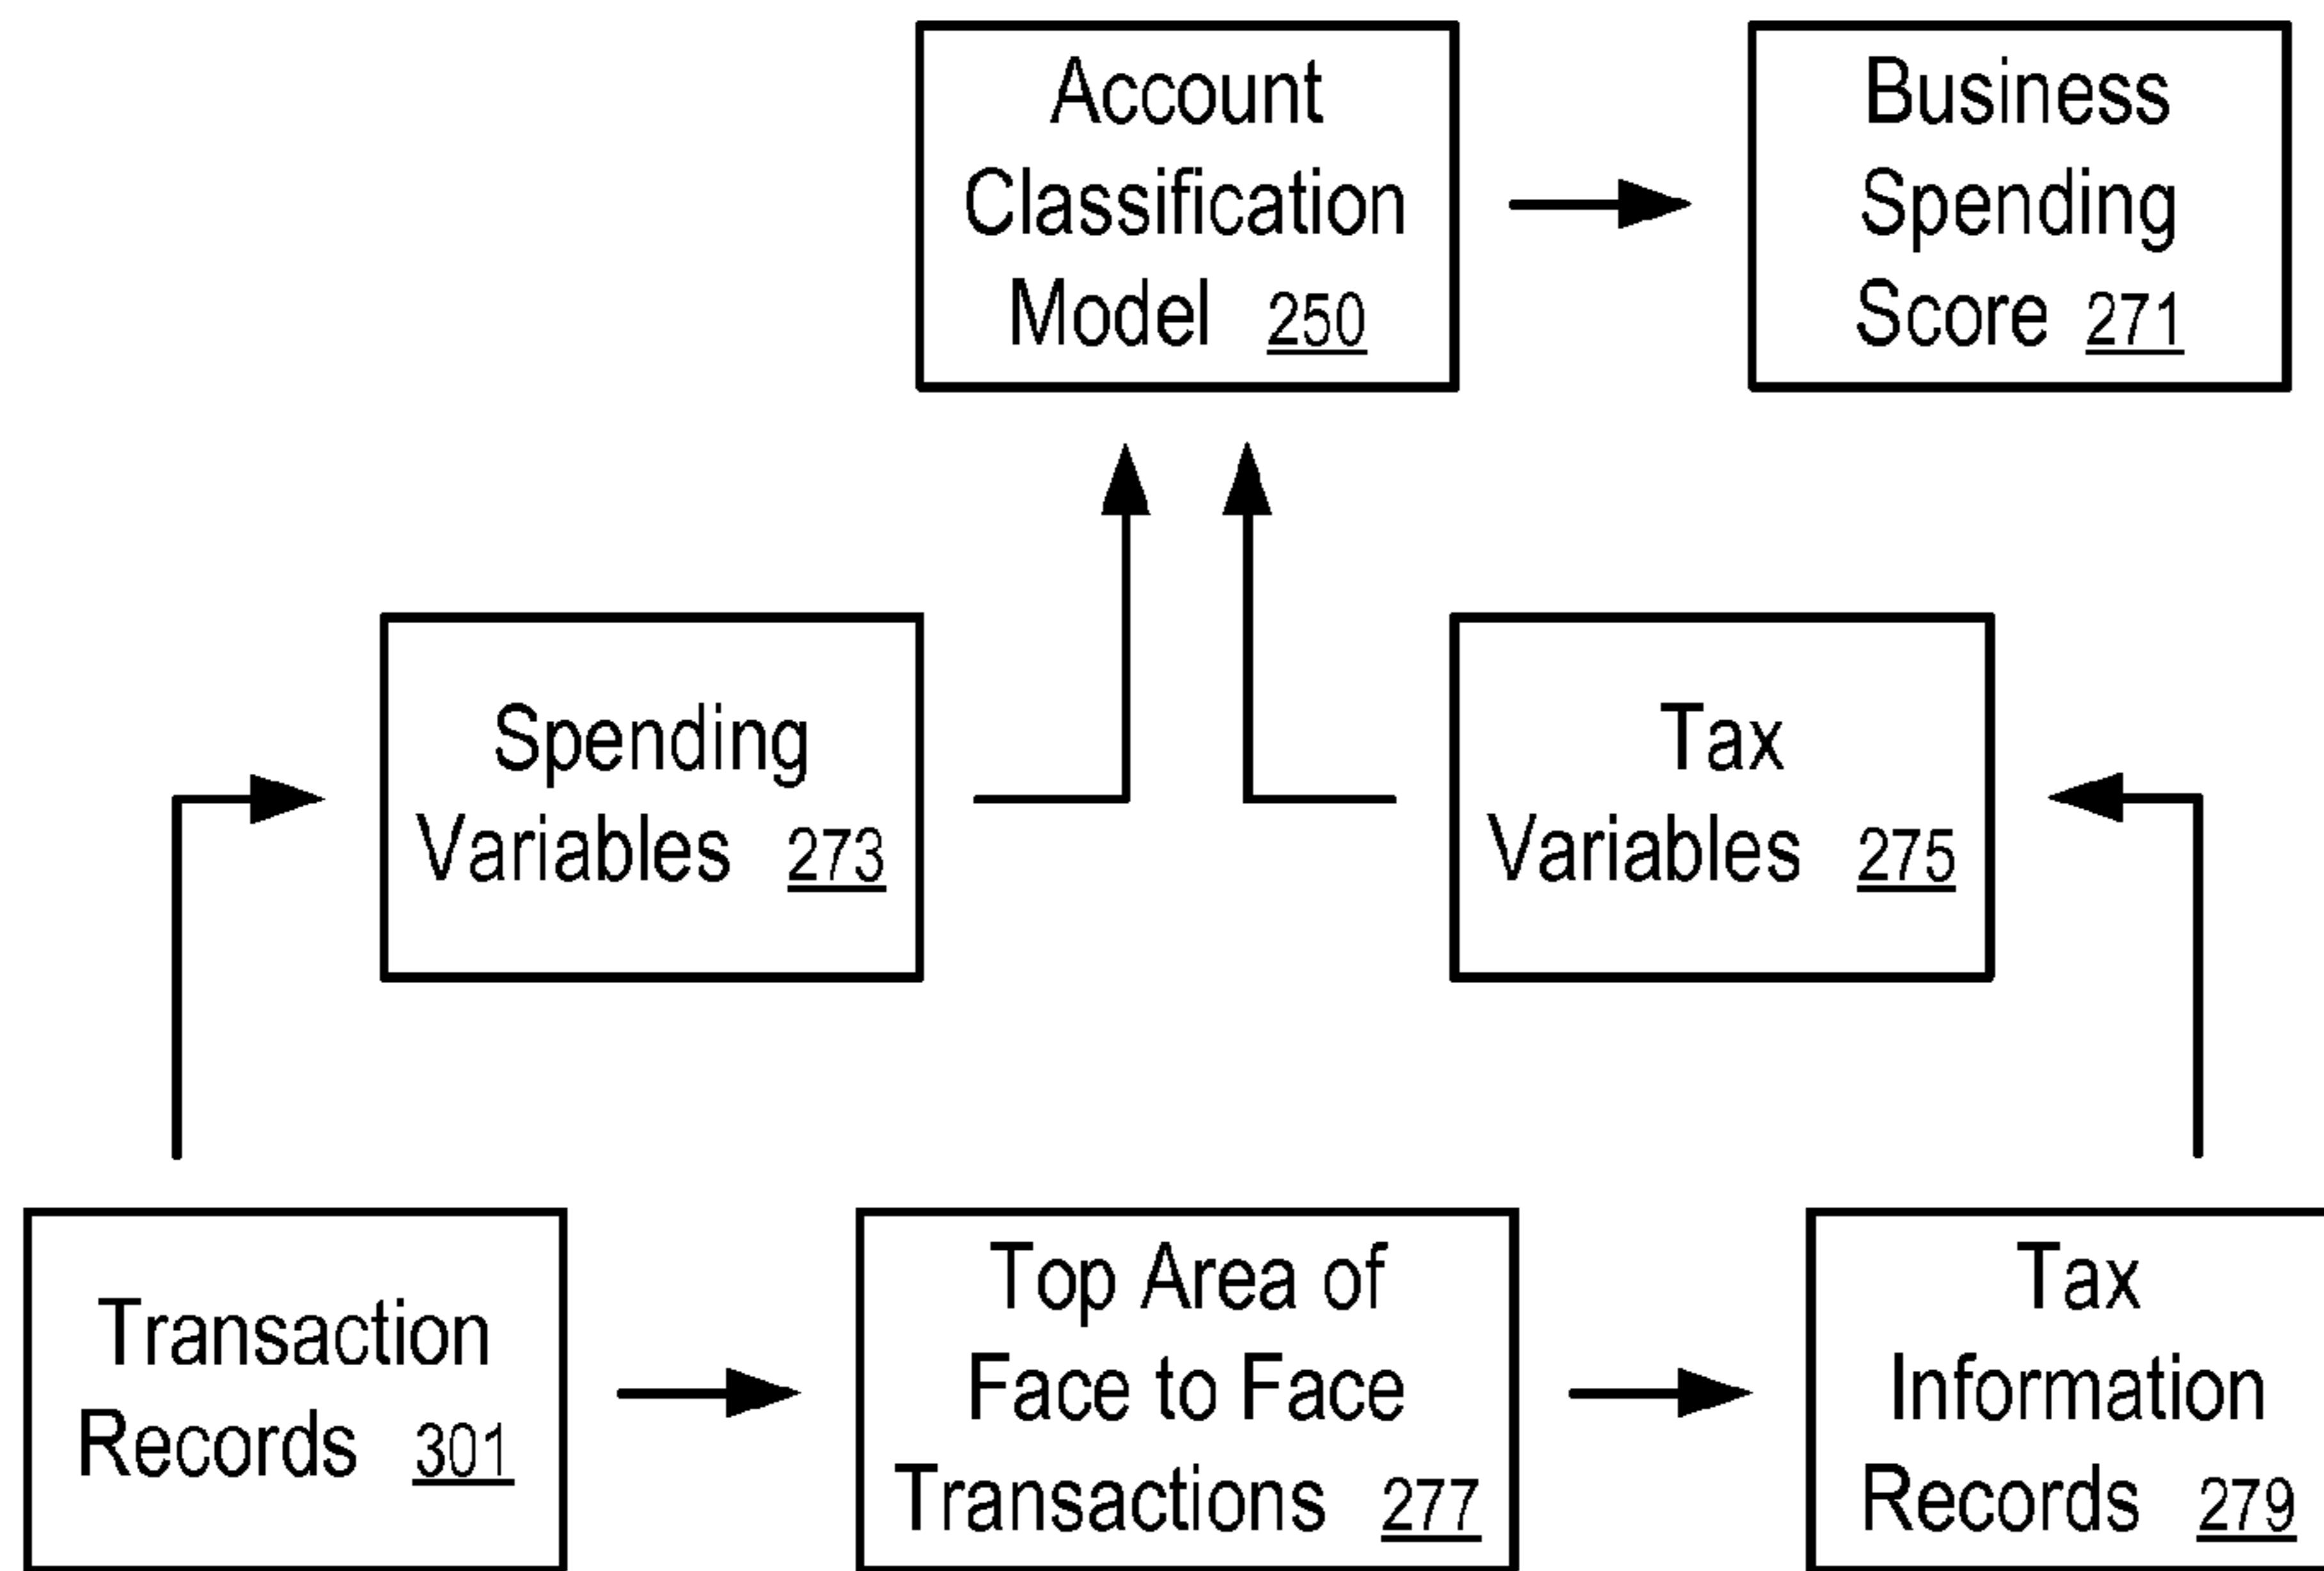 Account
Classification
Model 250
Business
Spending
Score 271
Spending
Variables 273
Tax
Variables 275
Transaction
Records 301
Top Area of
Face to Face
Transactions 277
Tax
Information
Records 279